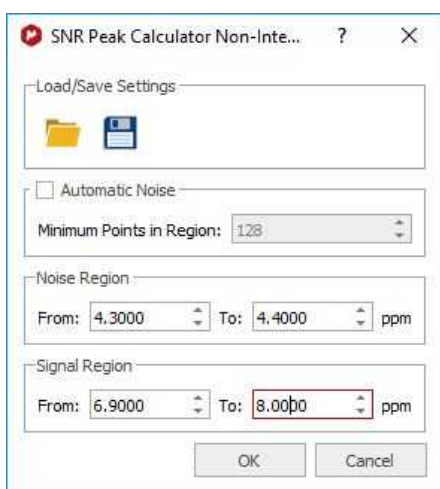 SNR Peak Calculator Non-Inte... ?
Load/Save Settings
Automatic Noise
Minimum Points in Region: 128
Noise Region
From: 4.3000 To: 4.4000 ppm
Signal Region
From: 6.9000 To: 8.0000 ppm
OK Cancel